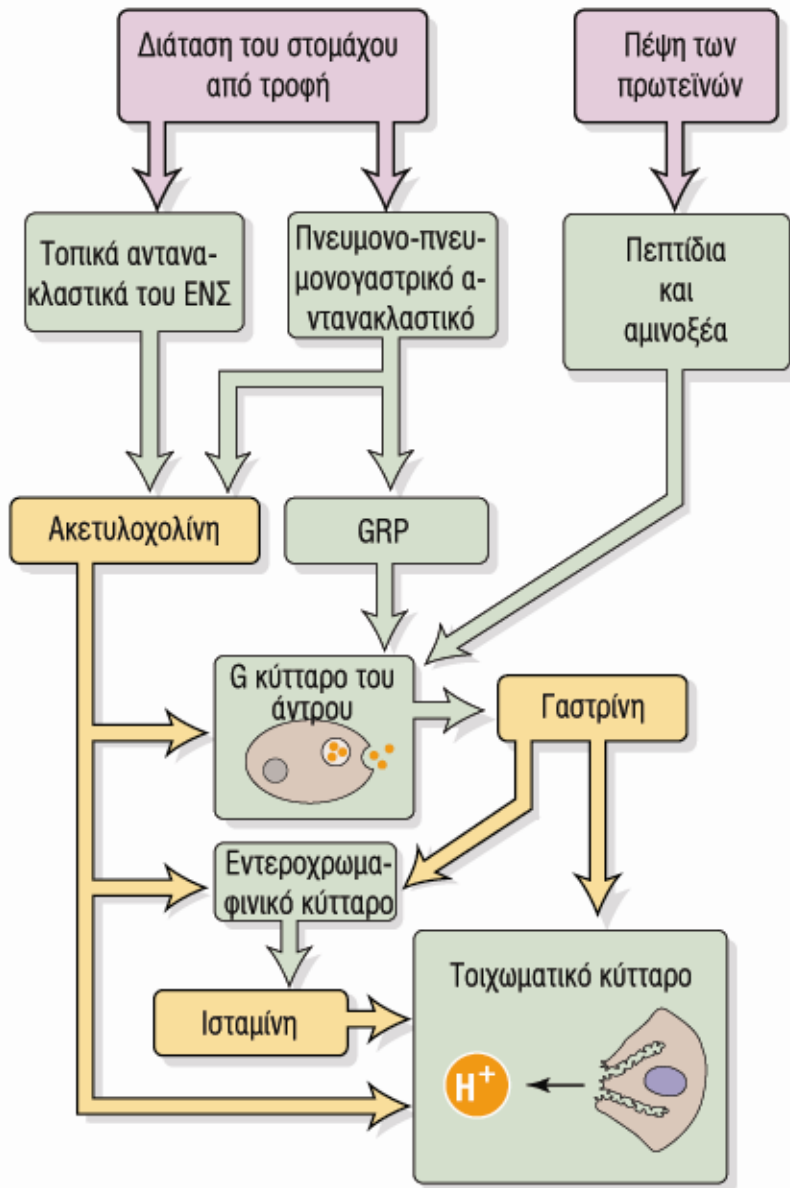 Διάταση του στομάχου
από τροφή
Πέψη των
πρωτεϊνών
Τοπικά αντανα-
κλαστικά του ΕΝΣ
Πνευμονο-πνευ-
μονογαστρικό α-
ντανακλαστικό
Πεπτίδια
και
αμινοξέα
Ακετυλοχολίνη
GRP
G κύτταρο του
άντρου
Γαστρίνη
Εντεροχρωμα-
φινικό κύτταρο
Ισταμίνη
Τοιχωματικό κύτταρο
H⁺